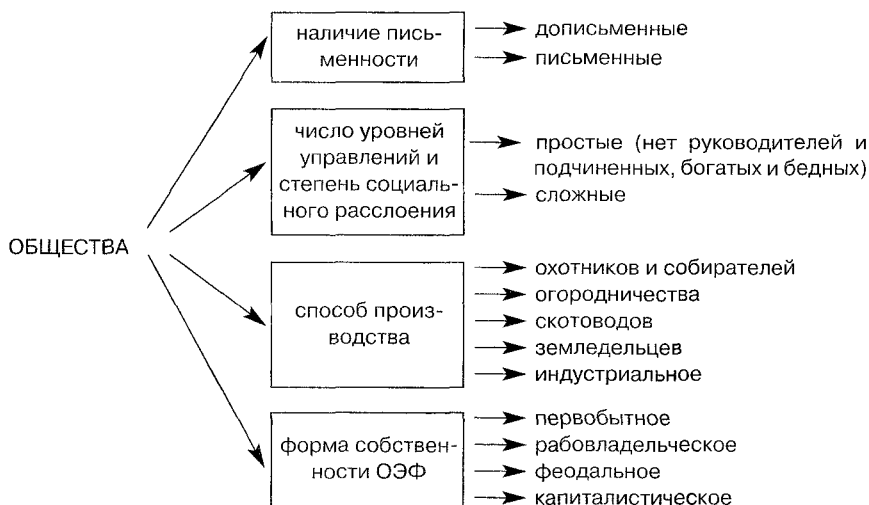 наличие пись-
менности
дописьменные
письменные
число уровней
управлений и
степень социаль-
ного расслоения
простые (нет руководителей и
подчиненных, богатых и бедных)
сложные
ОБЩЕСТВА
способ произ-
водства
охотников и собирателей
огородничества
скотоводов
земледельцев
индустриальное
форма собствен-
ности ОЭФ
первобытное
рабовладельческое
феодальное
капиталистическое